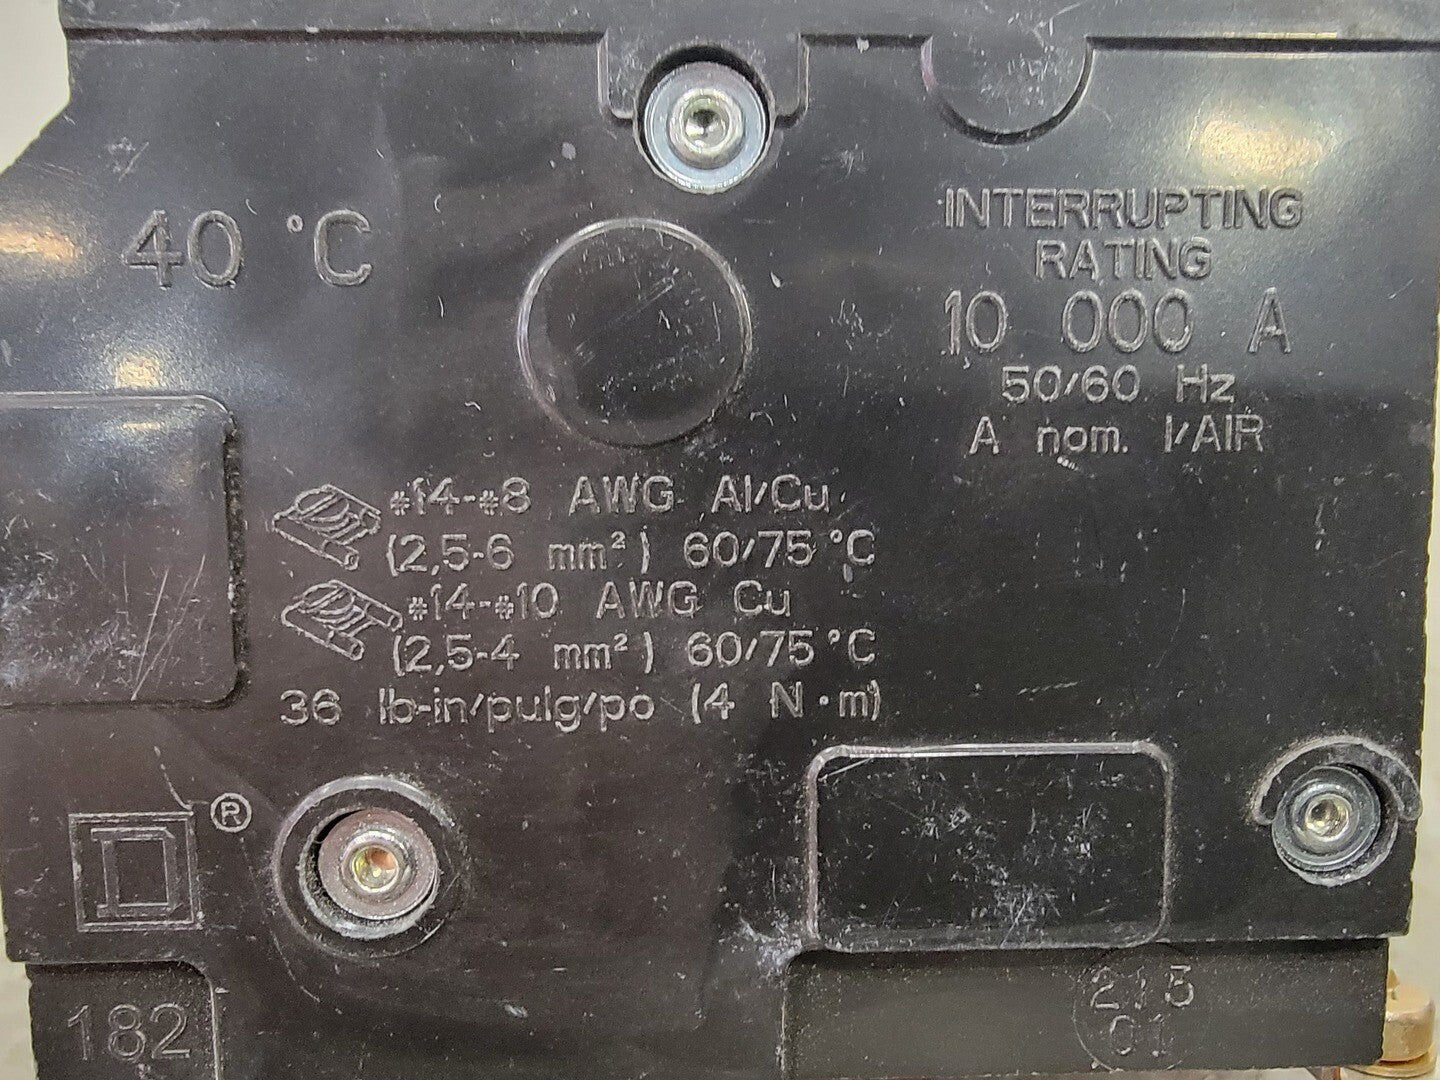 40 °C
INTERRUPTING
RATING
10 000 A
50/60 Hz
A nom. I/AIR
#14-#8 AWG Al/Cu
(2,5-6 mm²) 60/75 °C
#14-#10 AWG Cu
(2,5-4 mm²) 60/75 °C
36 lb-in/pulg/po (4 N·m)
D ®
182
215
01